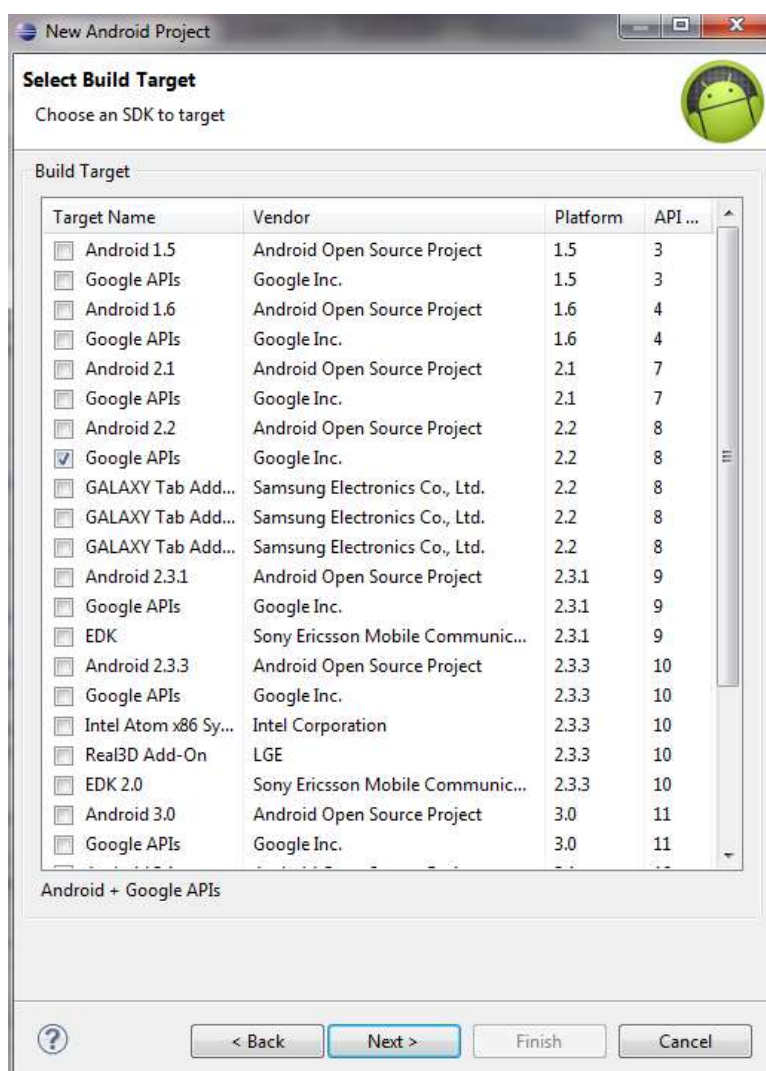 New Android Project
Select Build Target
Choose an SDK to target
Build Target
Target Name Vendor Platform API ...
Android 1.5 Android Open Source Project 1.5 3
Google APIs Google Inc. 1.5 3
Android 1.6 Android Open Source Project 1.6 4
Google APIs Google Inc. 1.6 4
Android 2.1 Android Open Source Project 2.1 7
Google APIs Google Inc. 2.1 7
Android 2.2 Android Open Source Project 2.2 8
Google APIs Google Inc. 2.2 8
GALAXY Tab Add... Samsung Electronics Co., Ltd. 2.2 8
GALAXY Tab Add... Samsung Electronics Co., Ltd. 2.2 8
GALAXY Tab Add... Samsung Electronics Co., Ltd. 2.2 8
Android 2.3.1 Android Open Source Project 2.3.1 9
Google APIs Google Inc. 2.3.1 9
EDK Sony Ericsson Mobile Communic... 2.3.1 9
Android 2.3.3 Android Open Source Project 2.3.3 10
Google APIs Google Inc. 2.3.3 10
Intel Atom x86 Sy... Intel Corporation 2.3.3 10
Real3D Add-On LGE 2.3.3 10
EDK 2.0 Sony Ericsson Mobile Communic... 2.3.3 10
Android 3.0 Android Open Source Project 3.0 11
Google APIs Google Inc. 3.0 11
Android + Google APIs
? < Back Next > Finish Cancel